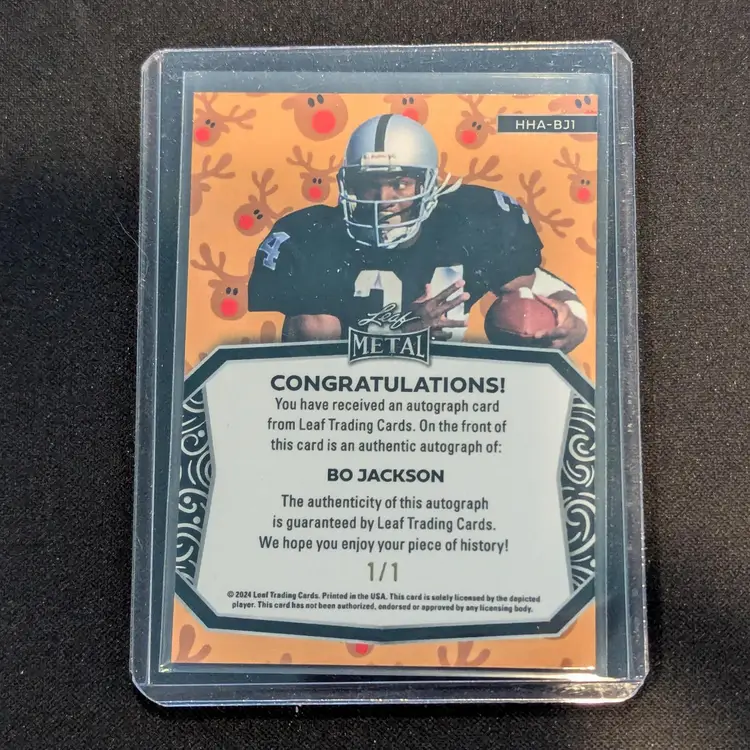 HHA-BJ1
34
34
34
Leaf
METAL
CONGRATULATIONS!
You have received an autograph card
from Leaf Trading Cards. On the front of
this card is an authentic autograph of:
BO JACKSON
The authenticity of this autograph
is guaranteed by Leaf Trading Cards.
We hope you enjoy your piece of history!
1/1
© 2024 Leaf Trading Cards. Printed in the USA. This card is solely licensed by the depicted
player. This card has not been authorized, endorsed or approved by any licensing body.